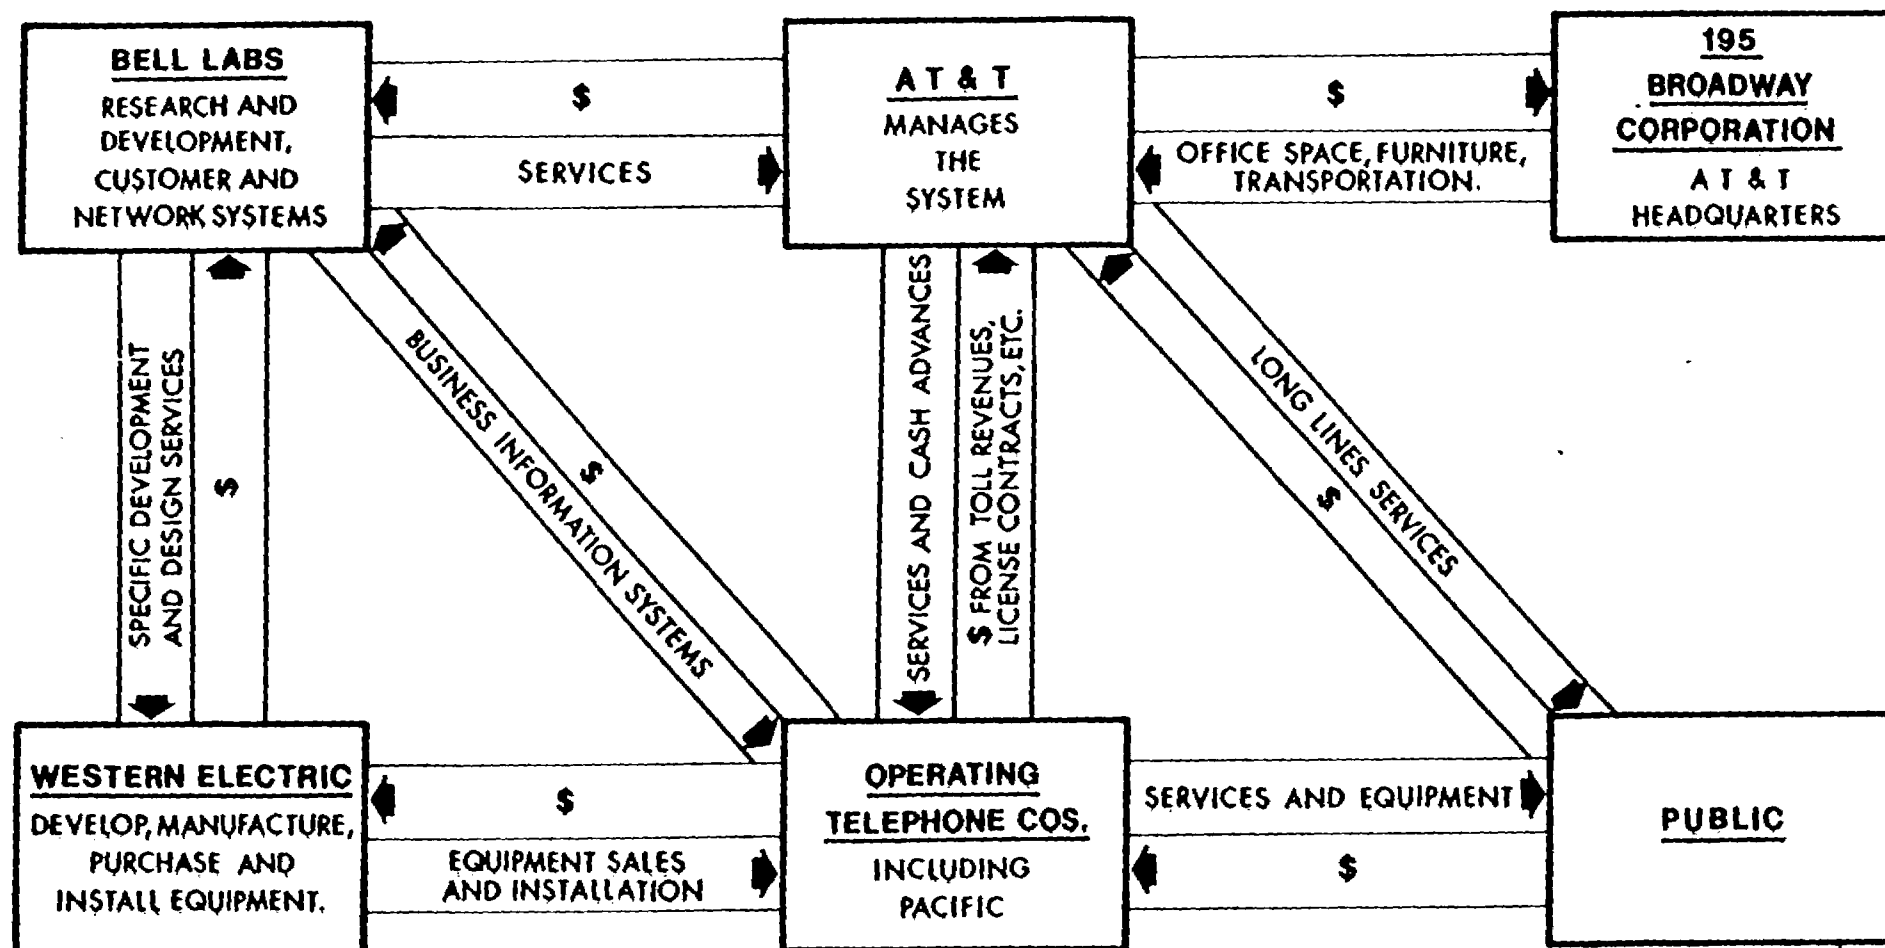 BELL LABS
RESEARCH AND
DEVELOPMENT,
CUSTOMER AND
NETWORK SYSTEMS
$
SERVICES
A T & T
MANAGES
THE
SYSTEM
$
OFFICE SPACE, FURNITURE,
TRANSPORTATION.
195
BROADWAY
CORPORATION
A T & T
HEADQUARTERS
SPECIFIC DEVELOPMENT
AND DESIGN SERVICES
$
BUSINESS INFORMATION SYSTEMS
$
SERVICES AND CASH ADVANCES
$ FROM TOLL REVENUES,
LICENSE CONTRACTS, ETC.
LONG LINES SERVICES
$
WESTERN ELECTRIC
DEVELOP, MANUFACTURE,
PURCHASE AND
INSTALL EQUIPMENT.
$
EQUIPMENT SALES
AND INSTALLATION
OPERATING
TELEPHONE COS.
INCLUDING
PACIFIC
SERVICES AND EQUIPMENT
$
PUBLIC